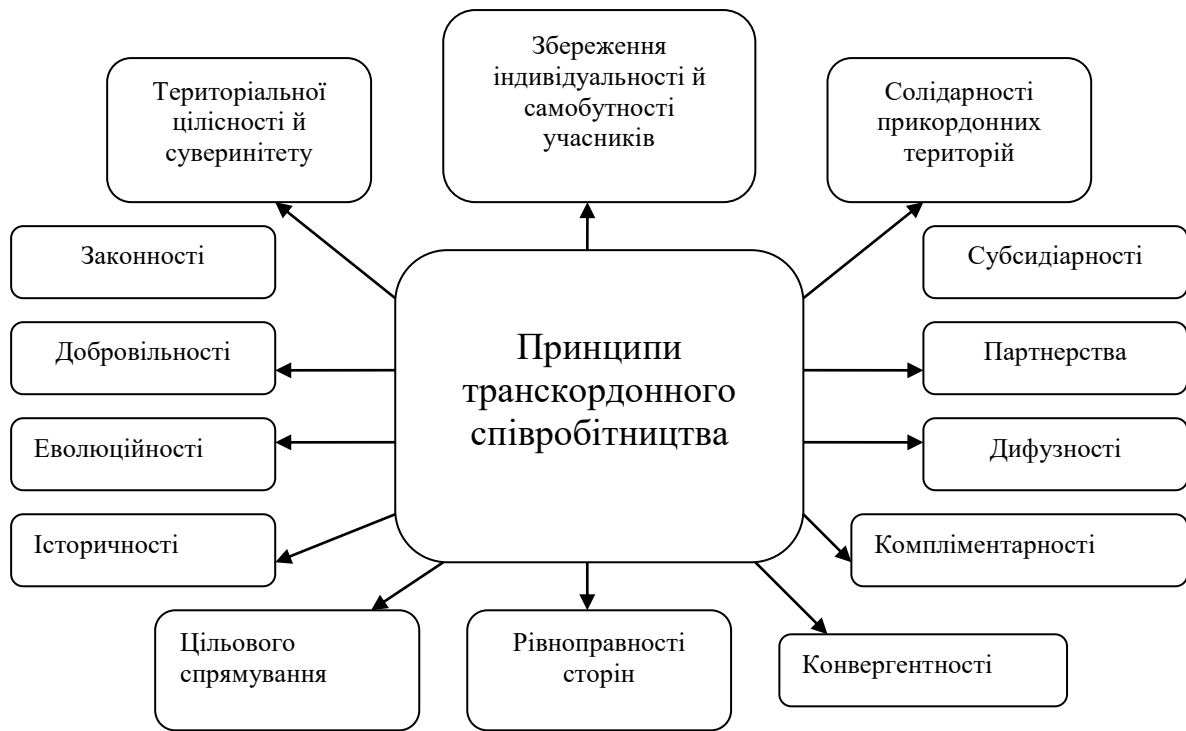 Територіальної
цілісності й
суверинітету
Збереження
індивідуальності й
самобутності
учасників
Солідарності
прикордонних
територій
Законності
Субсидіарності
Добровільності
Партнерства
Еволюційності
Дифузності
Історичності
Компліментарності
Принципи
транскордонного
співробітництва
Цільового
спрямування
Рівноправності
сторін
Конвергентності